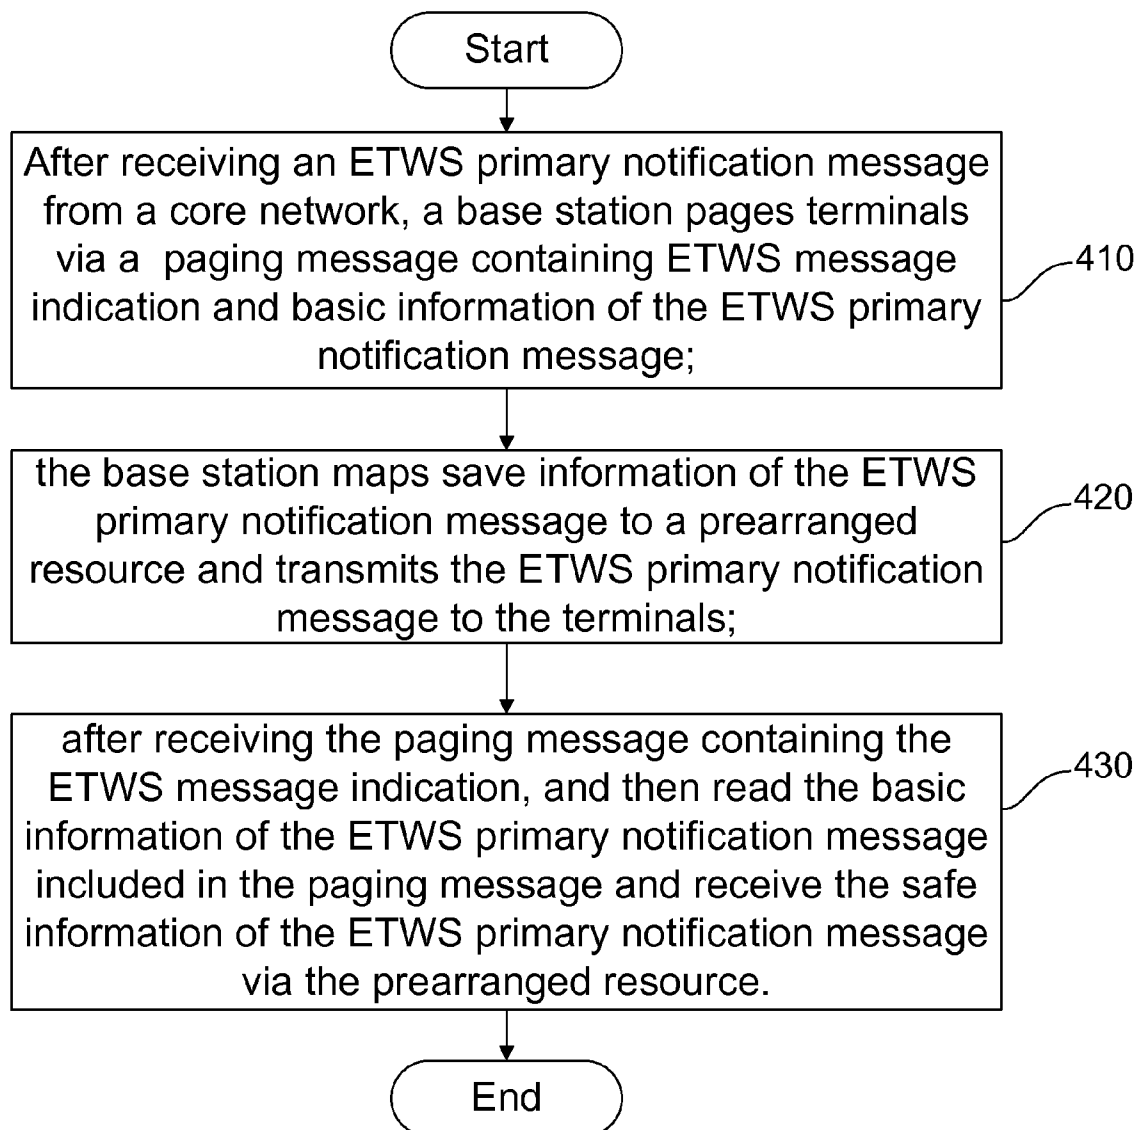 Start
After receiving an ETWS primary notification message
from a core network, a base station pages terminals
via a paging message containing ETWS message
indication and basic information of the ETWS primary
notification message;
410
the base station maps save information of the ETWS
primary notification message to a prearranged
resource and transmits the ETWS primary notification
message to the terminals;
420
after receiving the paging message containing the
ETWS message indication, and then read the basic
information of the ETWS primary notification message
included in the paging message and receive the safe
information of the ETWS primary notification message
via the prearranged resource.
430
End